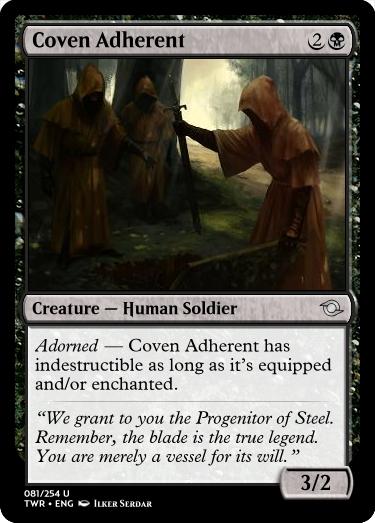 Coven Adherent 2
Creature — Human Soldier
Adorned — Coven Adherent has
indestructible as long as it's equipped
and/or enchanted.
“We grant to you the Progenitor of Steel.
Remember, the blade is the true legend.
You are merely a vessel for its will.”
3/2
081/254 U
TWR • ENG Ilker Serdar